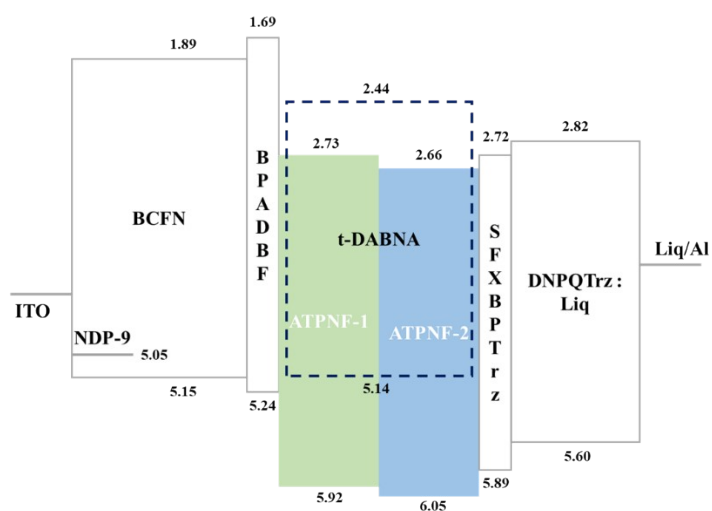 1.69
1.89
2.44
2.73
2.66
2.72
2.82
BCFN
BPADBF
t-DABNA
SFXBPTrz
DNPQTrz :
Liq
Liq/Al
ITO
NDP-9
5.05
ATPNF-1
ATPNF-2
5.15
5.24
5.14
5.92
6.05
5.89
5.60